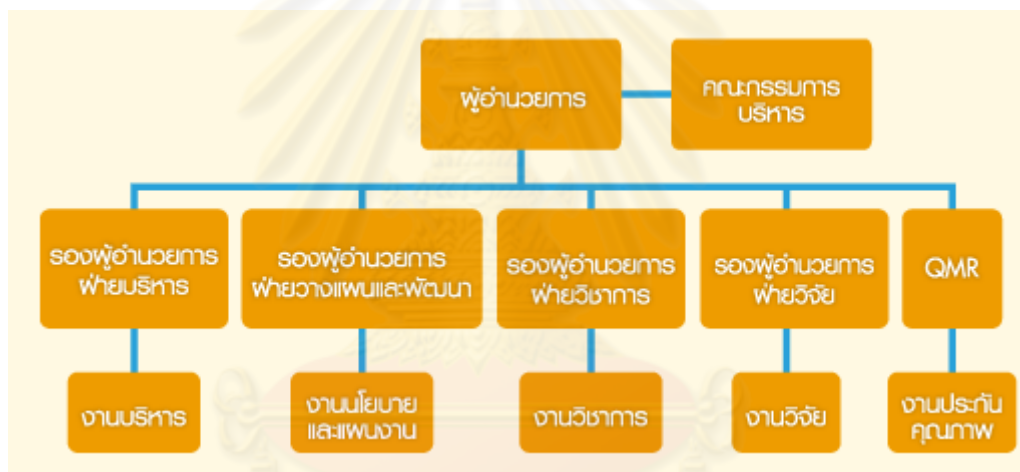 ผู้อำนวยการ
คณะกรรมการ
บริหาร
รองผู้อำนวยการ
ฝ่ายบริหาร
รองผู้อำนวยการ
ฝ่ายวางแผนและพัฒนา
รองผู้อำนวยการ
ฝ่ายวิชาการ
รองผู้อำนวยการ
ฝ่ายวิจัย
QMR
งานบริหาร
งานนโยบาย
และแผนงาน
งานวิชาการ
งานวิจัย
งานประกัน
คุณภาพ